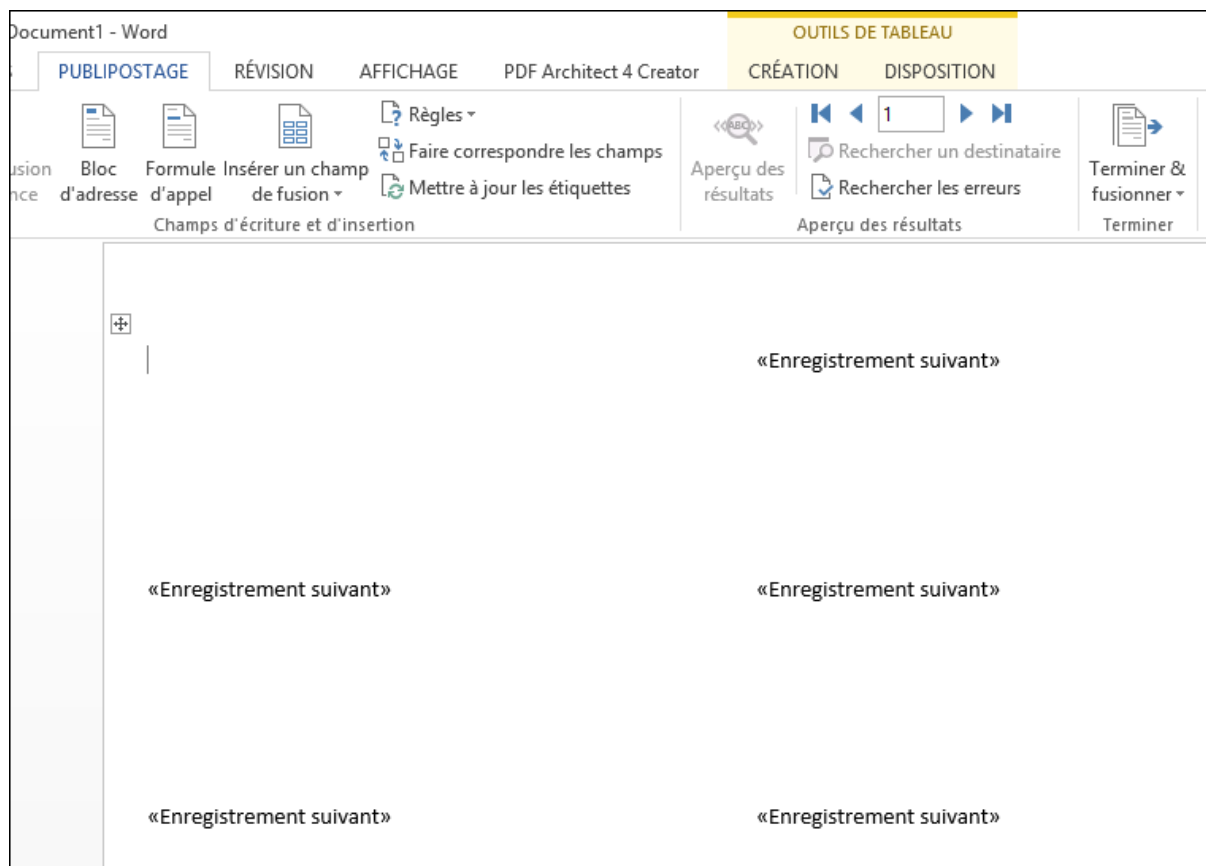 Document1 - Word
OUTILS DE TABLEAU
PUBLIPOSTAGE RÉVISION AFFICHAGE PDF Architect 4 Creator CRÉATION DISPOSITION
Bloc d'adresse
Formule d'appel
Insérer un champ de fusion
Règles
Faire correspondre les champs
Mettre à jour les étiquettes
Champs d'écriture et d'insertion
«ABC»
Aperçu des résultats
1
Rechercher un destinataire
Rechercher les erreurs
Aperçu des résultats
Terminer & fusionner
Terminer
«Enregistrement suivant»
«Enregistrement suivant» «Enregistrement suivant»
«Enregistrement suivant» «Enregistrement suivant»